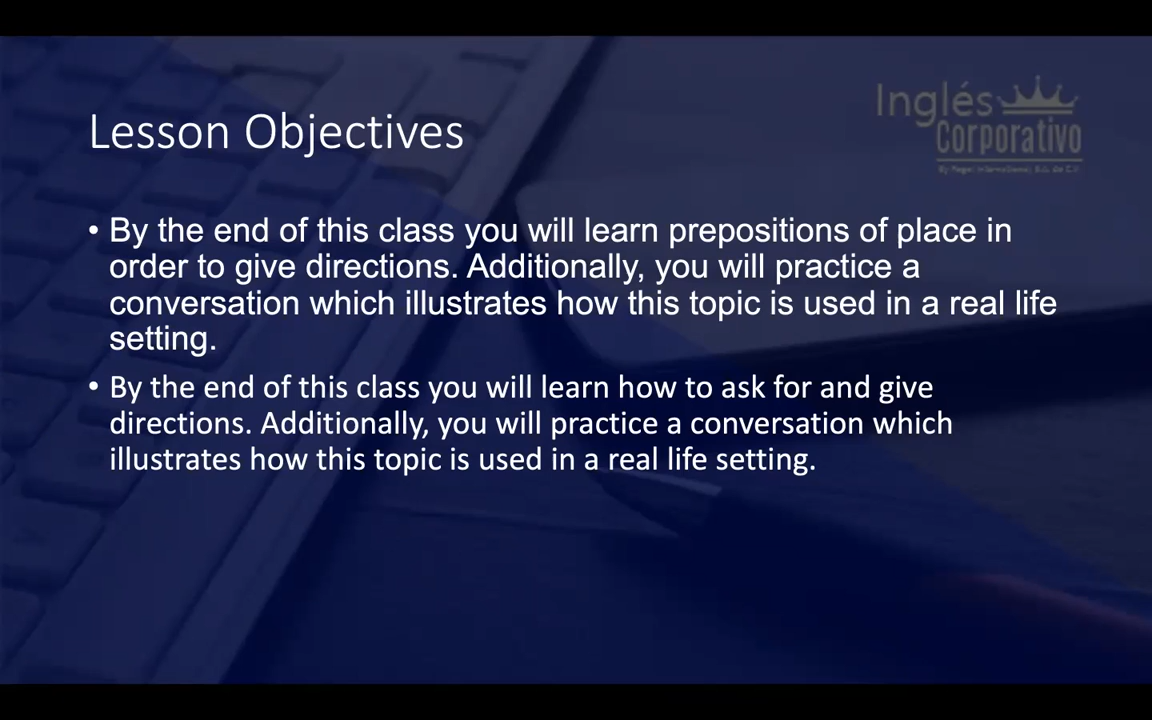 Inglés
Corporativo
Lesson Objectives
• By the end of this class you will learn prepositions of place in
order to give directions. Additionally, you will practice a
conversation which illustrates how this topic is used in a real life
setting.
• By the end of this class you will learn how to ask for and give
directions. Additionally, you will practice a conversation which
illustrates how this topic is used in a real life setting.